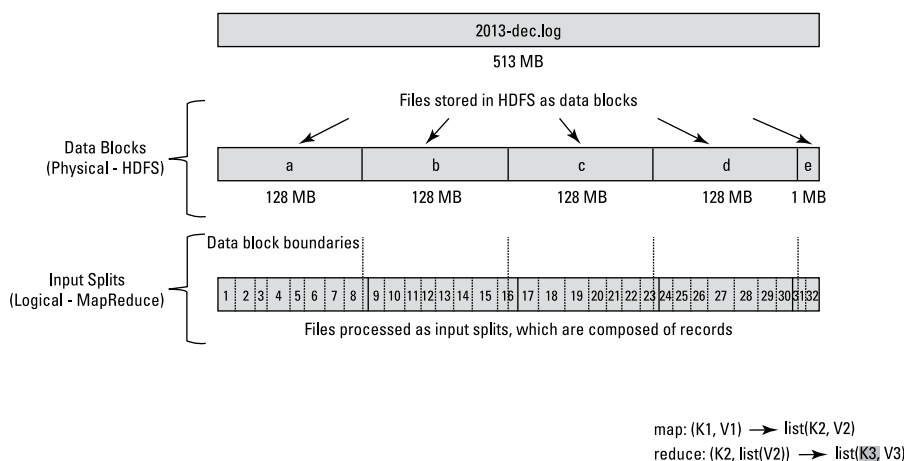 2013-dec.log
513 MB
Files stored in HDFS as data blocks
Data Blocks
(Physical - HDFS)
a b c d e
128 MB 128 MB 128 MB 128 MB 1 MB
Data block boundaries
Input Splits
(Logical - MapReduce)
1 2 3 4 5 6 7 8 9 10 11 12 13 14 15 16 17 18 19 20 21 22 23 24 25 26 27 28 29 30 31 32
Files processed as input splits, which are composed of records
map: (K1, V1) → list(K2, V2)
reduce: (K2, list(V2)) → list(K3, V3)